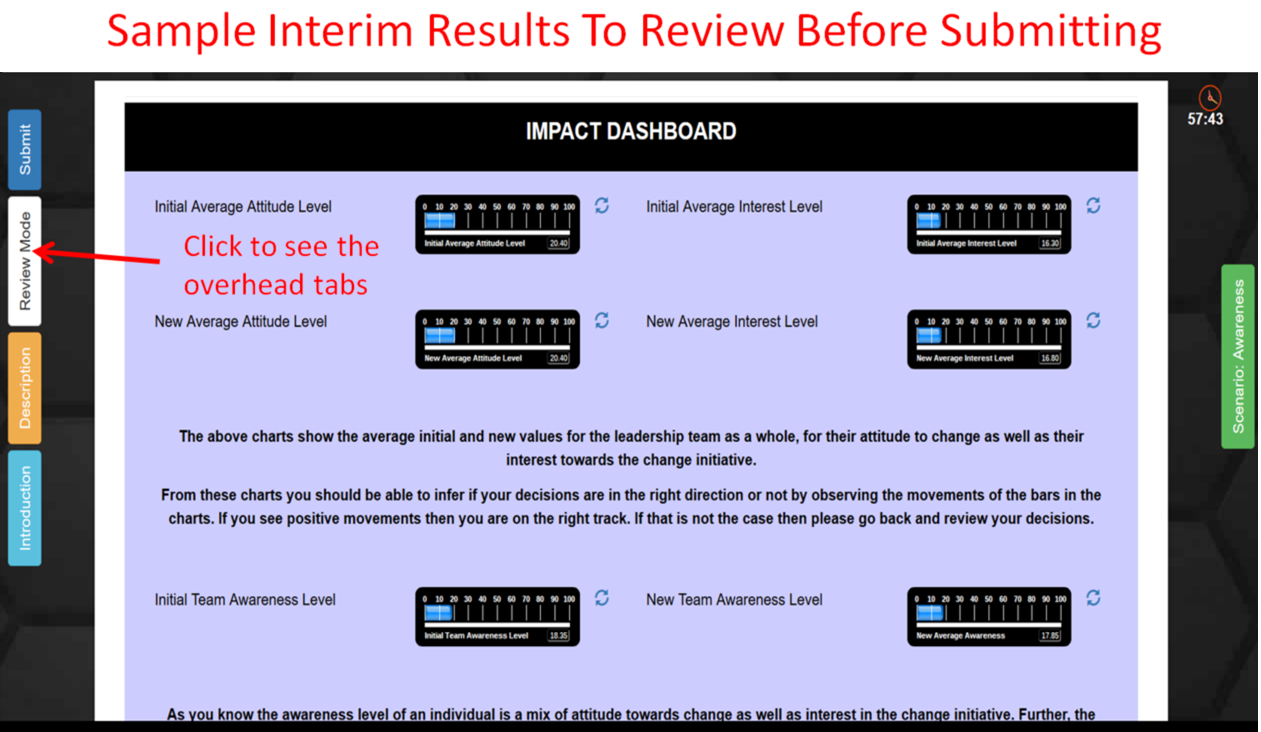 Sample Interim Results To Review Before Submitting
57:43
Submit
Review Mode
Description
Introduction
Scenario: Awareness
IMPACT DASHBOARD
Initial Average Attitude Level
0 10 20 30 40 50 60 70 80 90 100
Initial Average Attitude Level 20.40
Initial Average Interest Level
0 10 20 30 40 50 60 70 80 90 100
Initial Average Interest Level 16.30
Click to see the
overhead tabs
New Average Attitude Level
0 10 20 30 40 50 60 70 80 90 100
New Average Attitude Level 20.40
New Average Interest Level
0 10 20 30 40 50 60 70 80 90 100
New Average Interest Level 16.80
The above charts show the average initial and new values for the leadership team as a whole, for their attitude to change as well as their
interest towards the change initiative.
From these charts you should be able to infer if your decisions are in the right direction or not by observing the movements of the bars in the
charts. If you see positive movements then you are on the right track. If that is not the case then please go back and review your decisions.
Initial Team Awareness Level
0 10 20 30 40 50 60 70 80 90 100
Initial Team Awareness Level 18.35
New Team Awareness Level
0 10 20 30 40 50 60 70 80 90 100
New Average Awareness 17.85
As you know the awareness level of an individual is a mix of attitude towards change as well as interest in the change initiative. Further, the